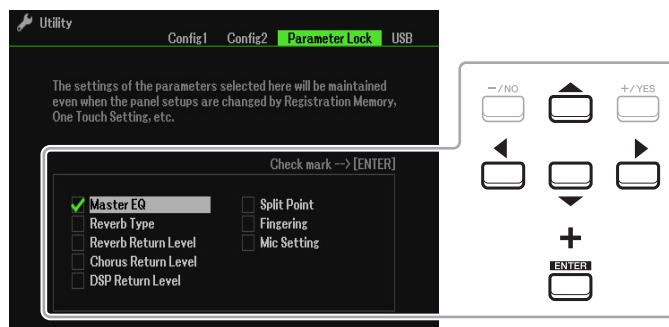 Utility
Config1 Config2 Parameter Lock USB
The settings of the parameters selected here will be maintained
even when the panel setups are changed by Registration Memory,
One Touch Setting, etc.
Check mark --> [ENTER]
Master EQ
Reverb Type
Reverb Return Level
Chorus Return Level
DSP Return Level
Split Point
Fingering
Mic Setting
−/NO
+/YES
+
ENTER